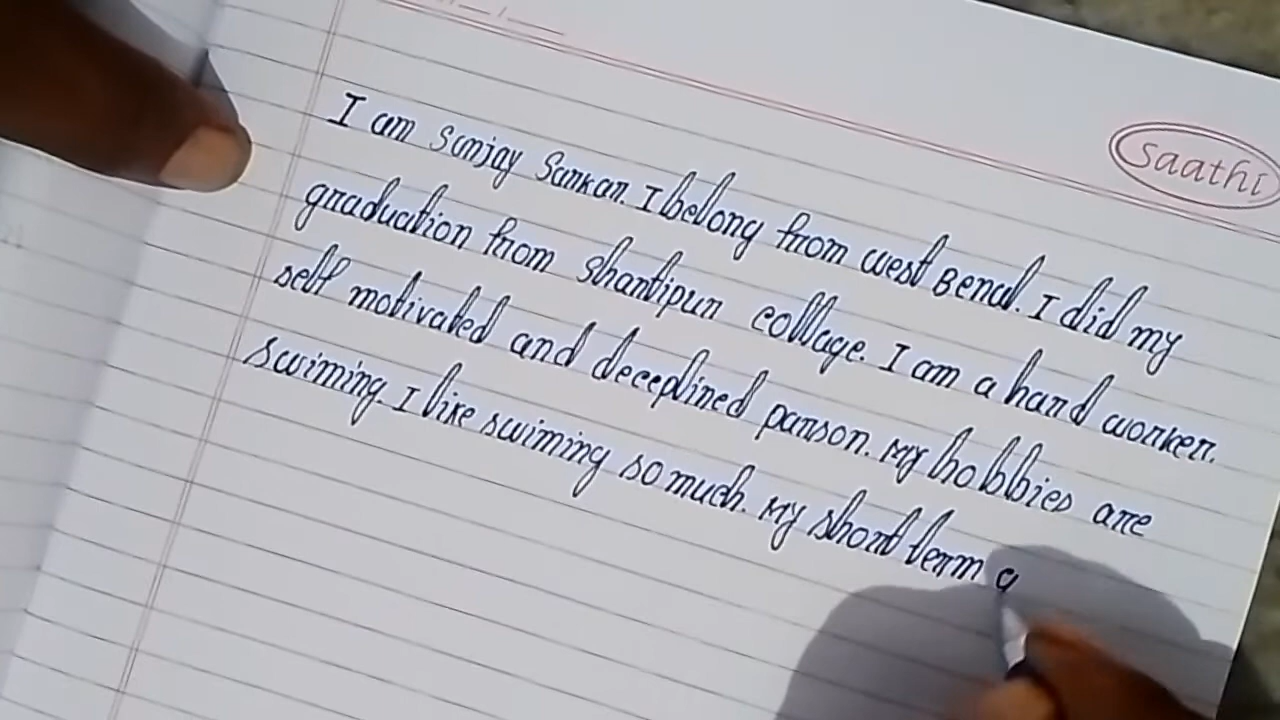 Saathi
I am Sanjay Sarkar. I belong from west Benal. I did my
graduation from shantipur collage. I am a hard worker.
self motivated and deceplined parson. My hobbies are
swiming. I like swiming so much. My short term